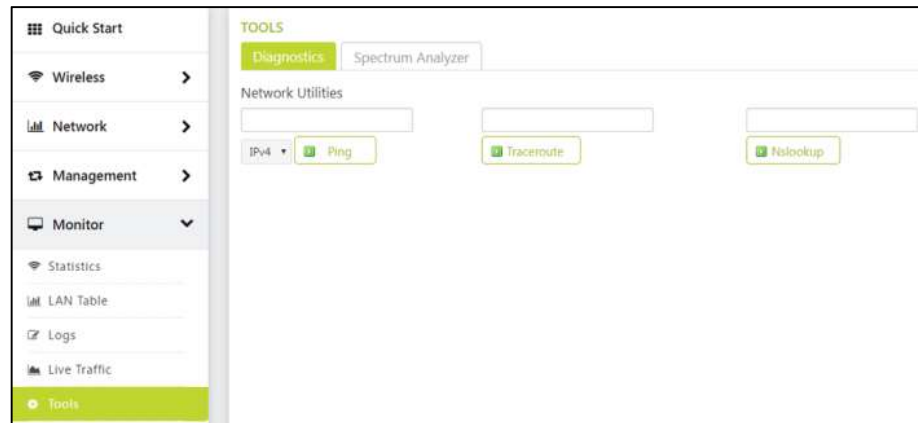 Quick Start
Wireless
Network
Management
Monitor
Statistics
LAN Table
Logs
Live Traffic
Tools
TOOLS
Diagnostics
Spectrum Analyzer
Network Utilities
IPv4
Ping
Traceroute
Nslookup